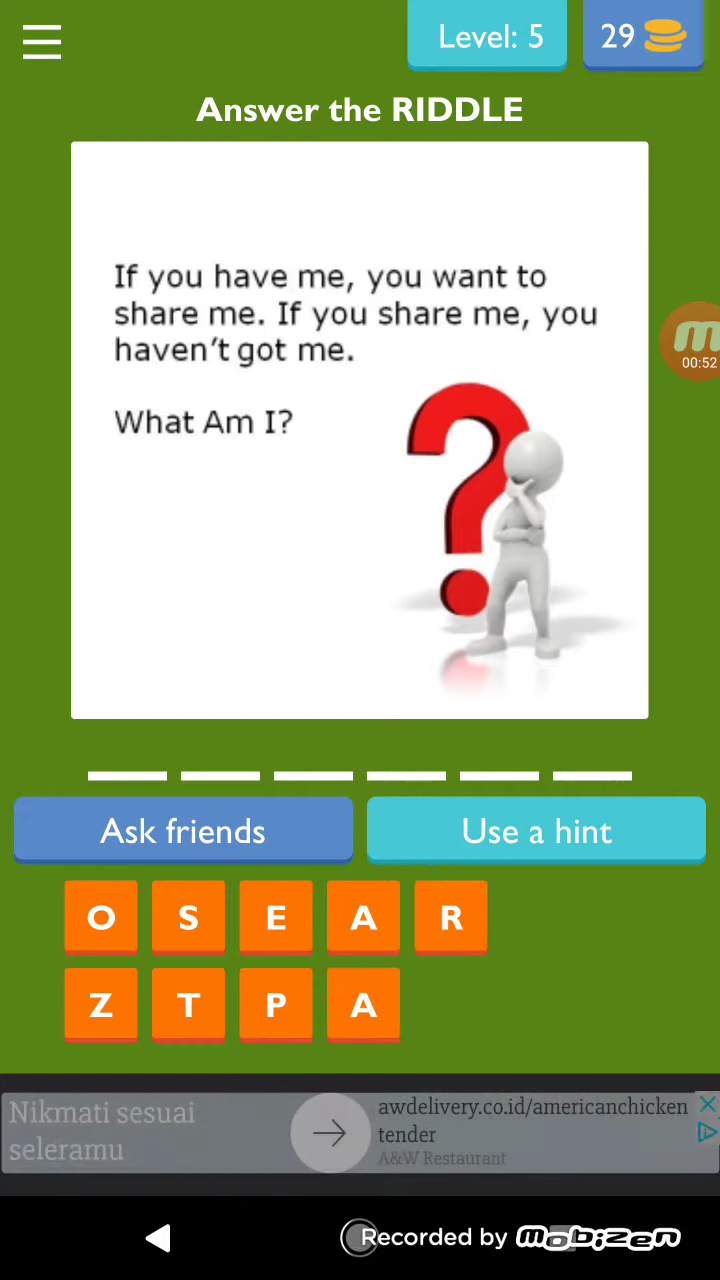 Level: 5
29
Answer the RIDDLE
If you have me, you want to
share me. If you share me, you
haven't got me.
What Am I?
00:52
Ask friends
Use a hint
O S E A R
Z T P A
Nikmati sesuai
seleramu
awdelivery.co.id/americanchicken
tender
A&W Restaurant
Recorded by mobizen